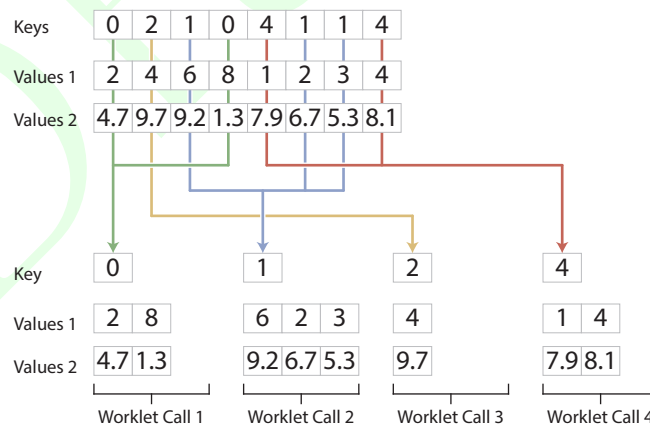 Keys 0 2 1 0 4 1 1 4
Values 1 2 4 6 8 1 2 3 4
Values 2 4.7 9.7 9.2 1.3 7.9 6.7 5.3 8.1
Key 0 1 2 4
Values 1 2 8 6 2 3 4 1 4
Values 2 4.7 1.3 9.2 6.7 5.3 9.7 7.9 8.1
Worklet Call 1 Worklet Call 2 Worklet Call 3 Worklet Call 4